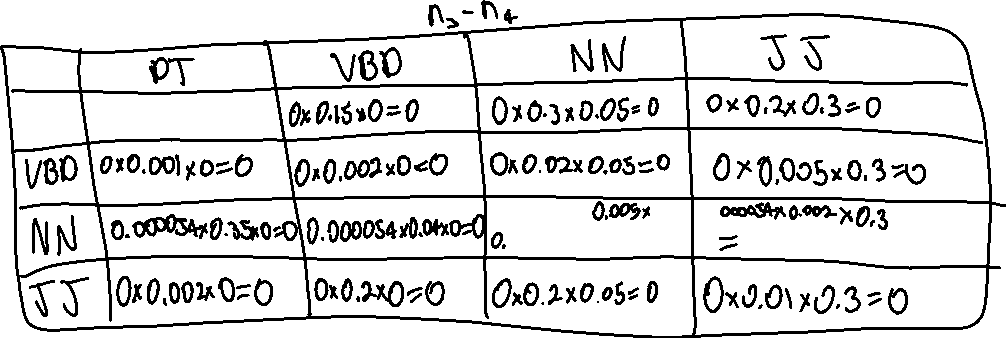 n₃-n₄
DT VBD NN JJ
0x0.15x0=0 0x0.3x0.05=0 0x0.2x0.3=0
VBD 0x0.001x0=0 0x0.002x0=0 0x0.02x0.05=0 0x0.005x0.3=0
NN 0.000054x0.35x0=0 0.000054x0.04x0=0 0.005x 0. 000054x0.002x0.3
=
JJ 0x0.002x0=0 0x0.2x0=0 0x0.2x0.05=0 0x0.01x0.3=0